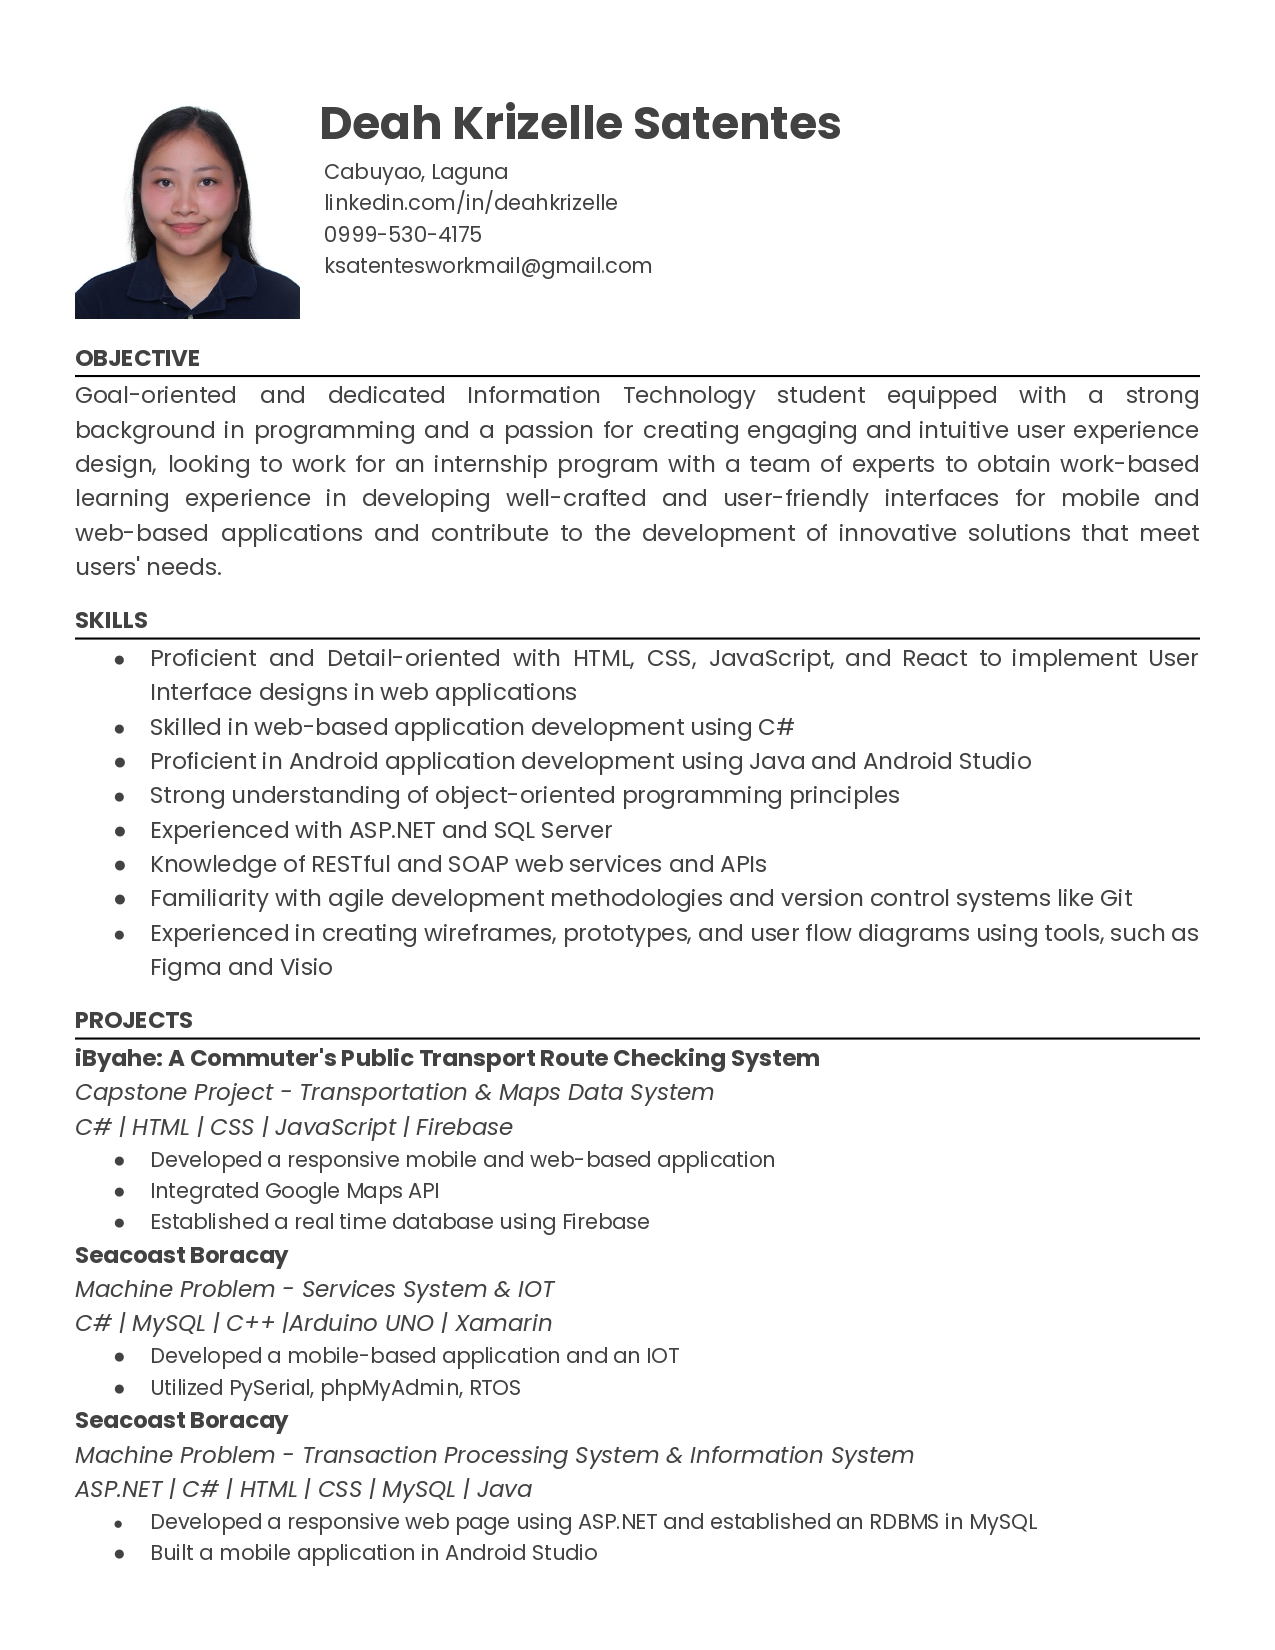 Deah Krizelle Satentes
Cabuyao, Laguna
linkedin.com/in/deahkrizelle
0999-530-4175
ksatentesworkmail@gmail.com
OBJECTIVE
Goal-oriented and dedicated Information Technology student equipped with a strong
background in programming and a passion for creating engaging and intuitive user experience
design, looking to work for an internship program with a team of experts to obtain work-based
learning experience in developing well-crafted and user-friendly interfaces for mobile and
web-based applications and contribute to the development of innovative solutions that meet
users' needs.
SKILLS
● Proficient and Detail-oriented with HTML, CSS, JavaScript, and React to implement User
Interface designs in web applications
● Skilled in web-based application development using C#
● Proficient in Android application development using Java and Android Studio
● Strong understanding of object-oriented programming principles
● Experienced with ASP.NET and SQL Server
● Knowledge of RESTful and SOAP web services and APIs
● Familiarity with agile development methodologies and version control systems like Git
● Experienced in creating wireframes, prototypes, and user flow diagrams using tools, such as
Figma and Visio
PROJECTS
iByahe: A Commuter's Public Transport Route Checking System
Capstone Project - Transportation & Maps Data System
C# | HTML | CSS | JavaScript | Firebase
● Developed a responsive mobile and web-based application
● Integrated Google Maps API
● Established a real time database using Firebase
Seacoast Boracay
Machine Problem - Services System & IOT
C# | MySQL | C++ |Arduino UNO | Xamarin
● Developed a mobile-based application and an IOT
● Utilized PySerial, phpMyAdmin, RTOS
Seacoast Boracay
Machine Problem - Transaction Processing System & Information System
ASP.NET | C# | HTML | CSS | MySQL | Java
● Developed a responsive web page using ASP.NET and established an RDBMS in MySQL
● Built a mobile application in Android Studio